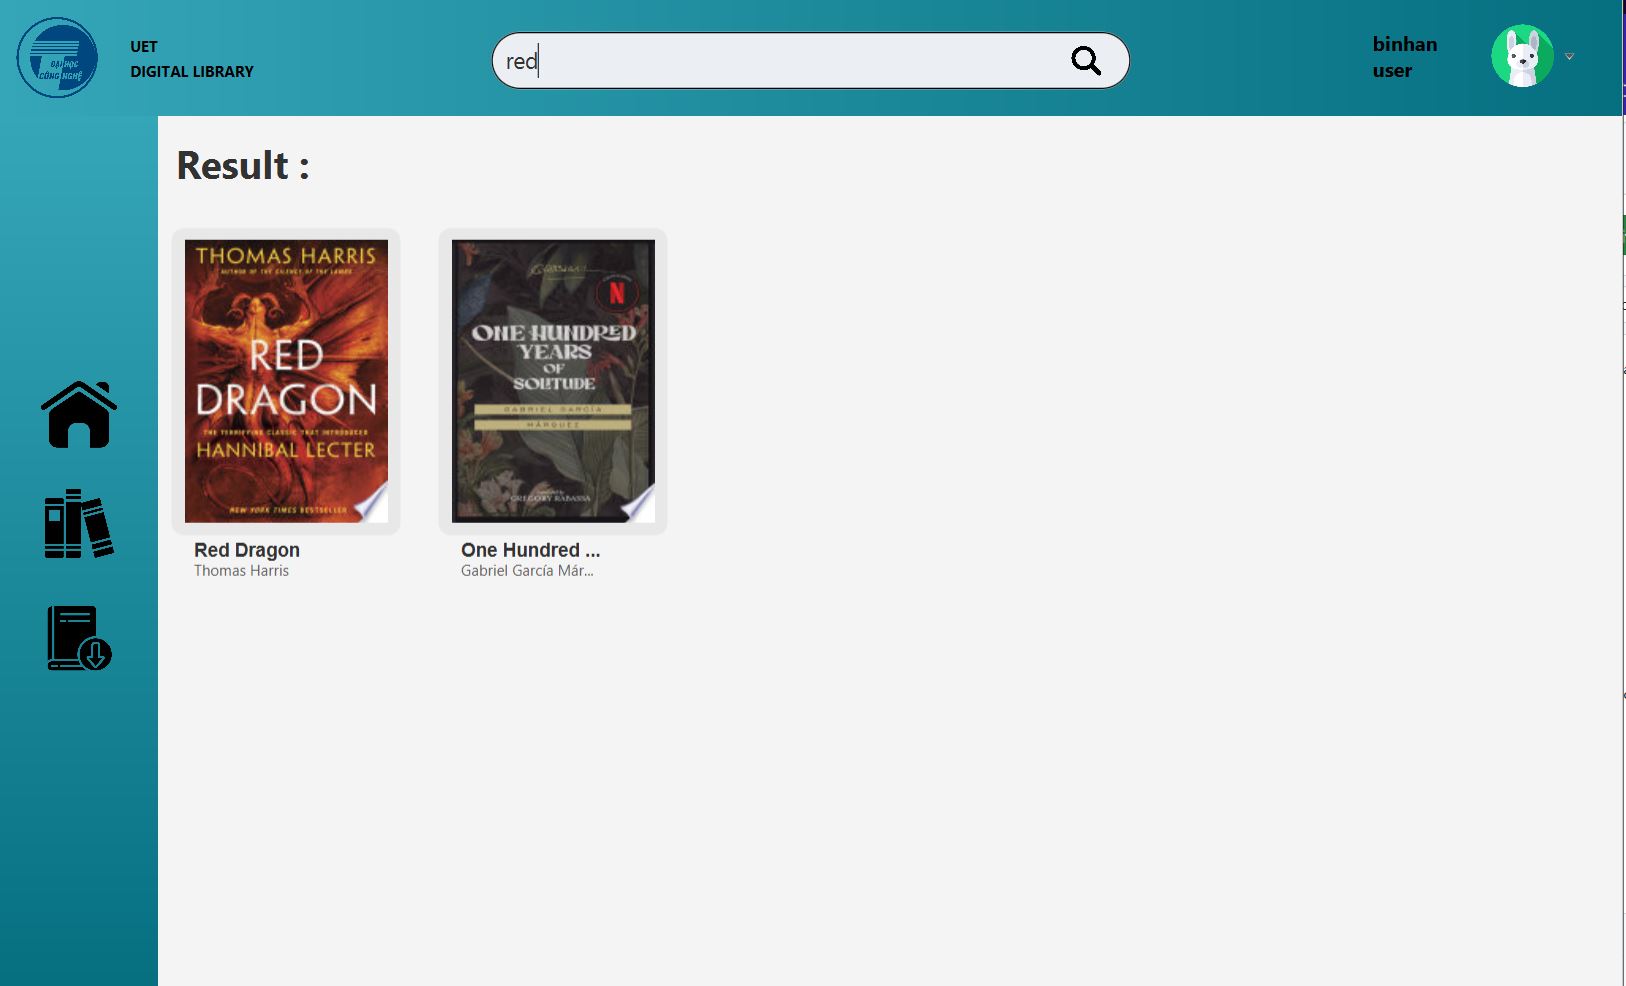 ĐẠI HỌC
CÔNG NGHỆ
UET
DIGITAL LIBRARY
red
binhan
user
Result :
THOMAS HARRIS
AUTHOR OF THE SILENCE OF THE LAMBS
RED
DRAGON
THE TERRIFYING CLASSIC THAT INTRODUCED
HANNIBAL LECTER
NEW YORK TIMES BESTSELLER
Red Dragon
Thomas Harris
N
ONE HUNDRED
YEARS
OF
SOLITUDE
GABRIEL GARCÍA
MÁRQUEZ
GREGORY RABASSA
One Hundred ...
Gabriel García Már...